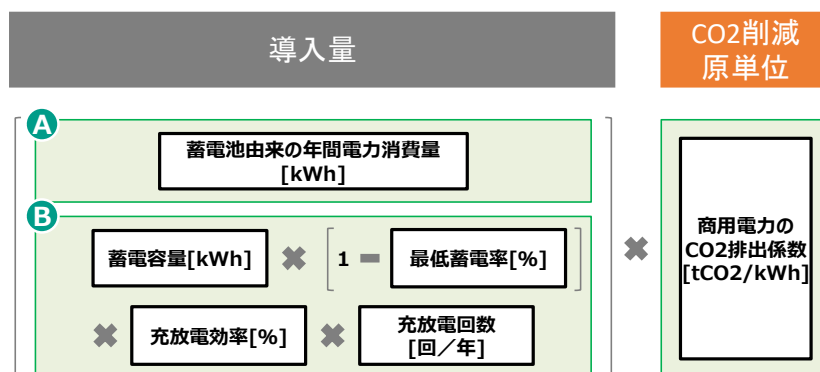 導入量
CO2削減
原単位
A
蓄電池由来の年間電力消費量
[kWh]
B
蓄電容量[kWh] ✖ [1 − 最低蓄電率[%]]
✖ 充放電効率[%] ✖ 充放電回数
[回／年]
✖
商用電力の
CO2排出係数
[tCO2/kWh]